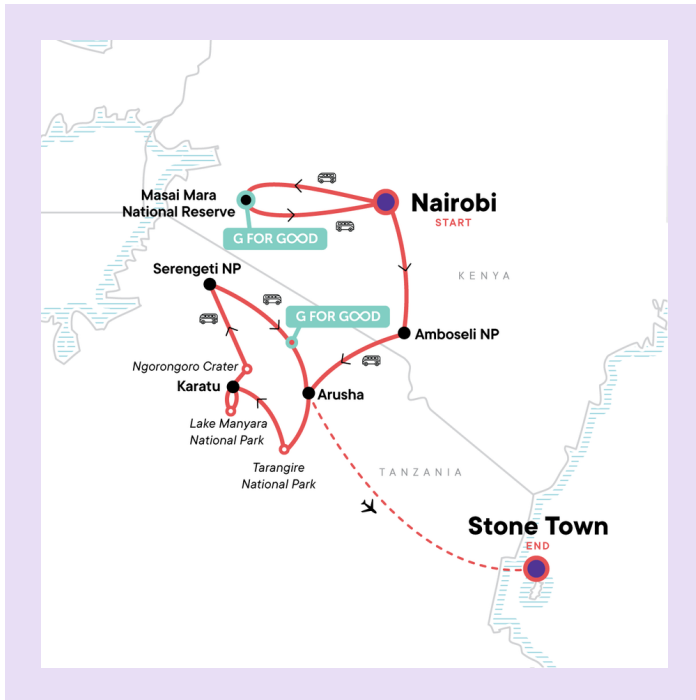 Masai Mara
National Reserve
Nairobi
START
G FOR GOOD
Serengeti NP
KENYA
G FOR GOOD
Amboseli NP
Ngorongoro Crater
Karatu
Arusha
Lake Manyara
National Park
Tarangire
National Park
TANZANIA
Stone Town
END